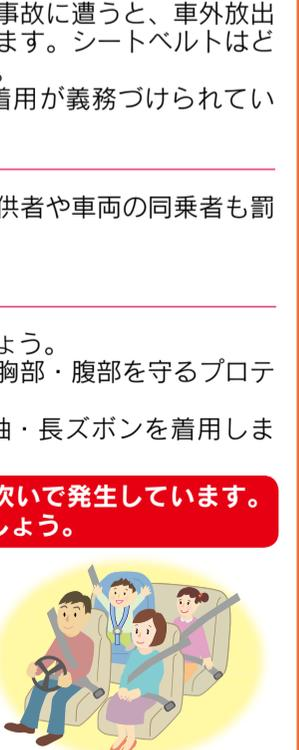 事故に遭うと、車外放出
ます。シートベルトはど
。
着用が義務づけられてい
供者や車両の同乗者も罰
ょう。
胸部・腹部を守るプロテ
袖・長ズボンを着用しま
次いで発生しています。
しょう。